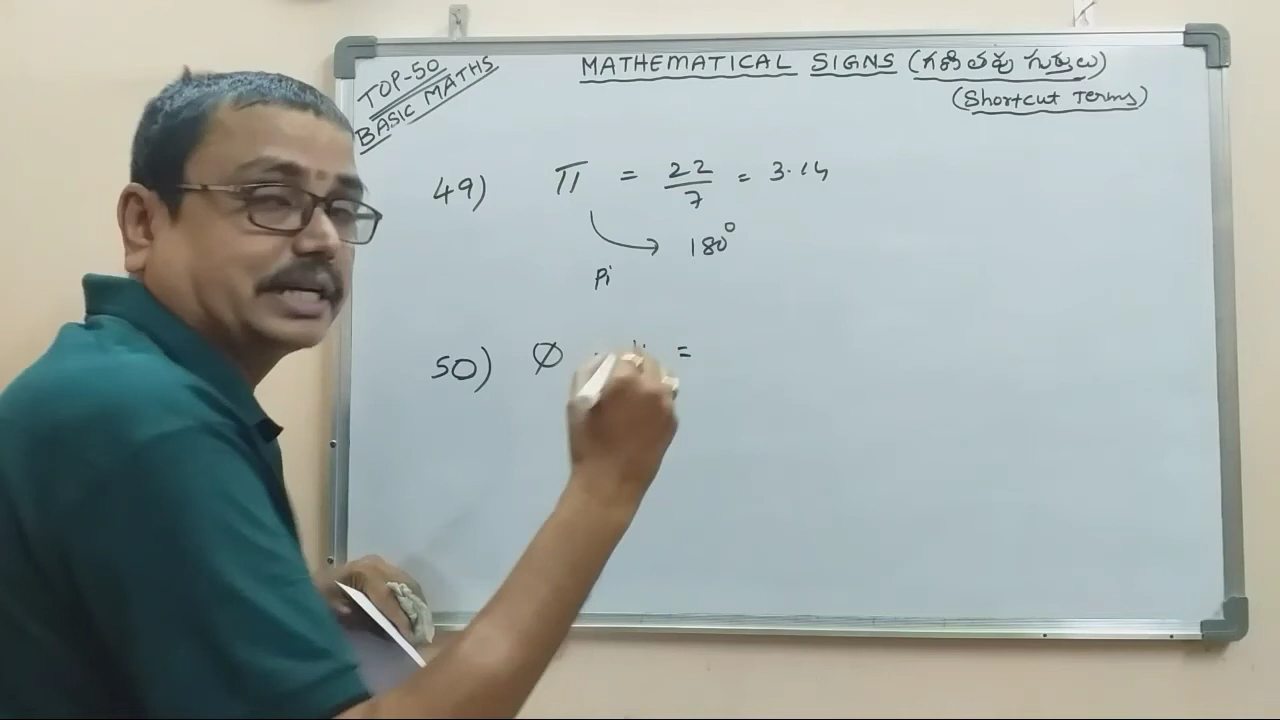 TOP-50
BASIC MATHS
MATHEMATICAL SIGNS (గణితపు గుర్తులు)
(Shortcut Terms)
49) π = 22/7 = 3.14
180°
Pi
50) Ø =